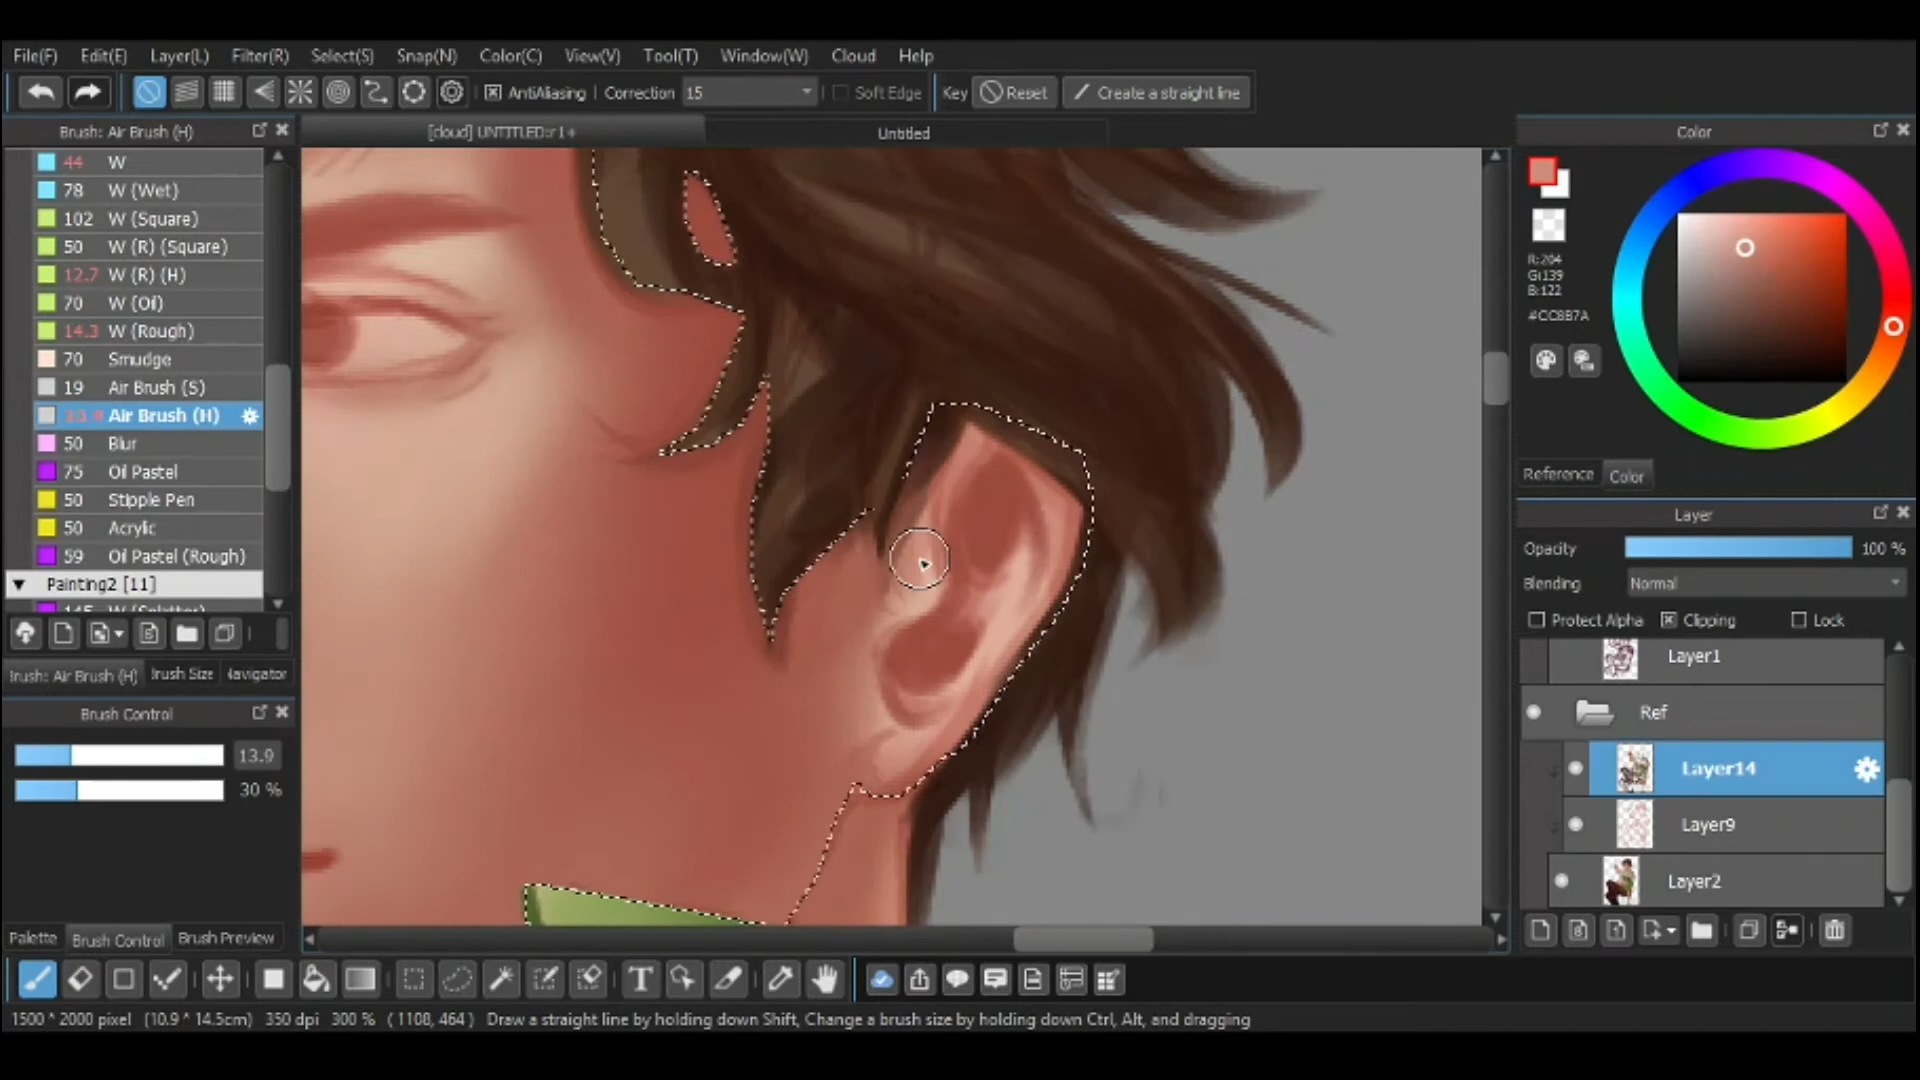 File(F) Edit(E) Layer(L) Filter(R) Select(S) Snap(N) Color(C) View(V) Tool(T) Window(W) Cloud Help
AntiAliasing Correction 15 Soft Edge Key Reset Create a straight line
Brush: Air Brush (H)
[cloud] UNTITLED::r1+
Untitled
Color
44 W
78 W (Wet)
102 W (Square)
50 W (R) (Square)
12.7 W (R) (H)
70 W (Oil)
14.3 W (Rough)
70 Smudge
19 Air Brush (S)
Air Brush (H)
50 Blur
75 Oil Pastel
50 Stipple Pen
50 Acrylic
59 Oil Pastel (Rough)
Painting2 [11]
rush: Air Brush (H) Brush Size Navigator
Brush Control
13.9
30 %
Palette Brush Control Brush Preview
R:204
G:139
B:122
#CC8B7A
Reference Color
Layer
Opacity 100 %
Blending Normal
Protect Alpha Clipping Lock
Layer1
Ref
Layer14
Layer9
Layer2
1500 * 2000 pixel (10.9 * 14.5cm) 350 dpi 300 % ( 1108, 464 ) Draw a straight line by holding down Shift, Change a brush size by holding down Ctrl, Alt, and dragging